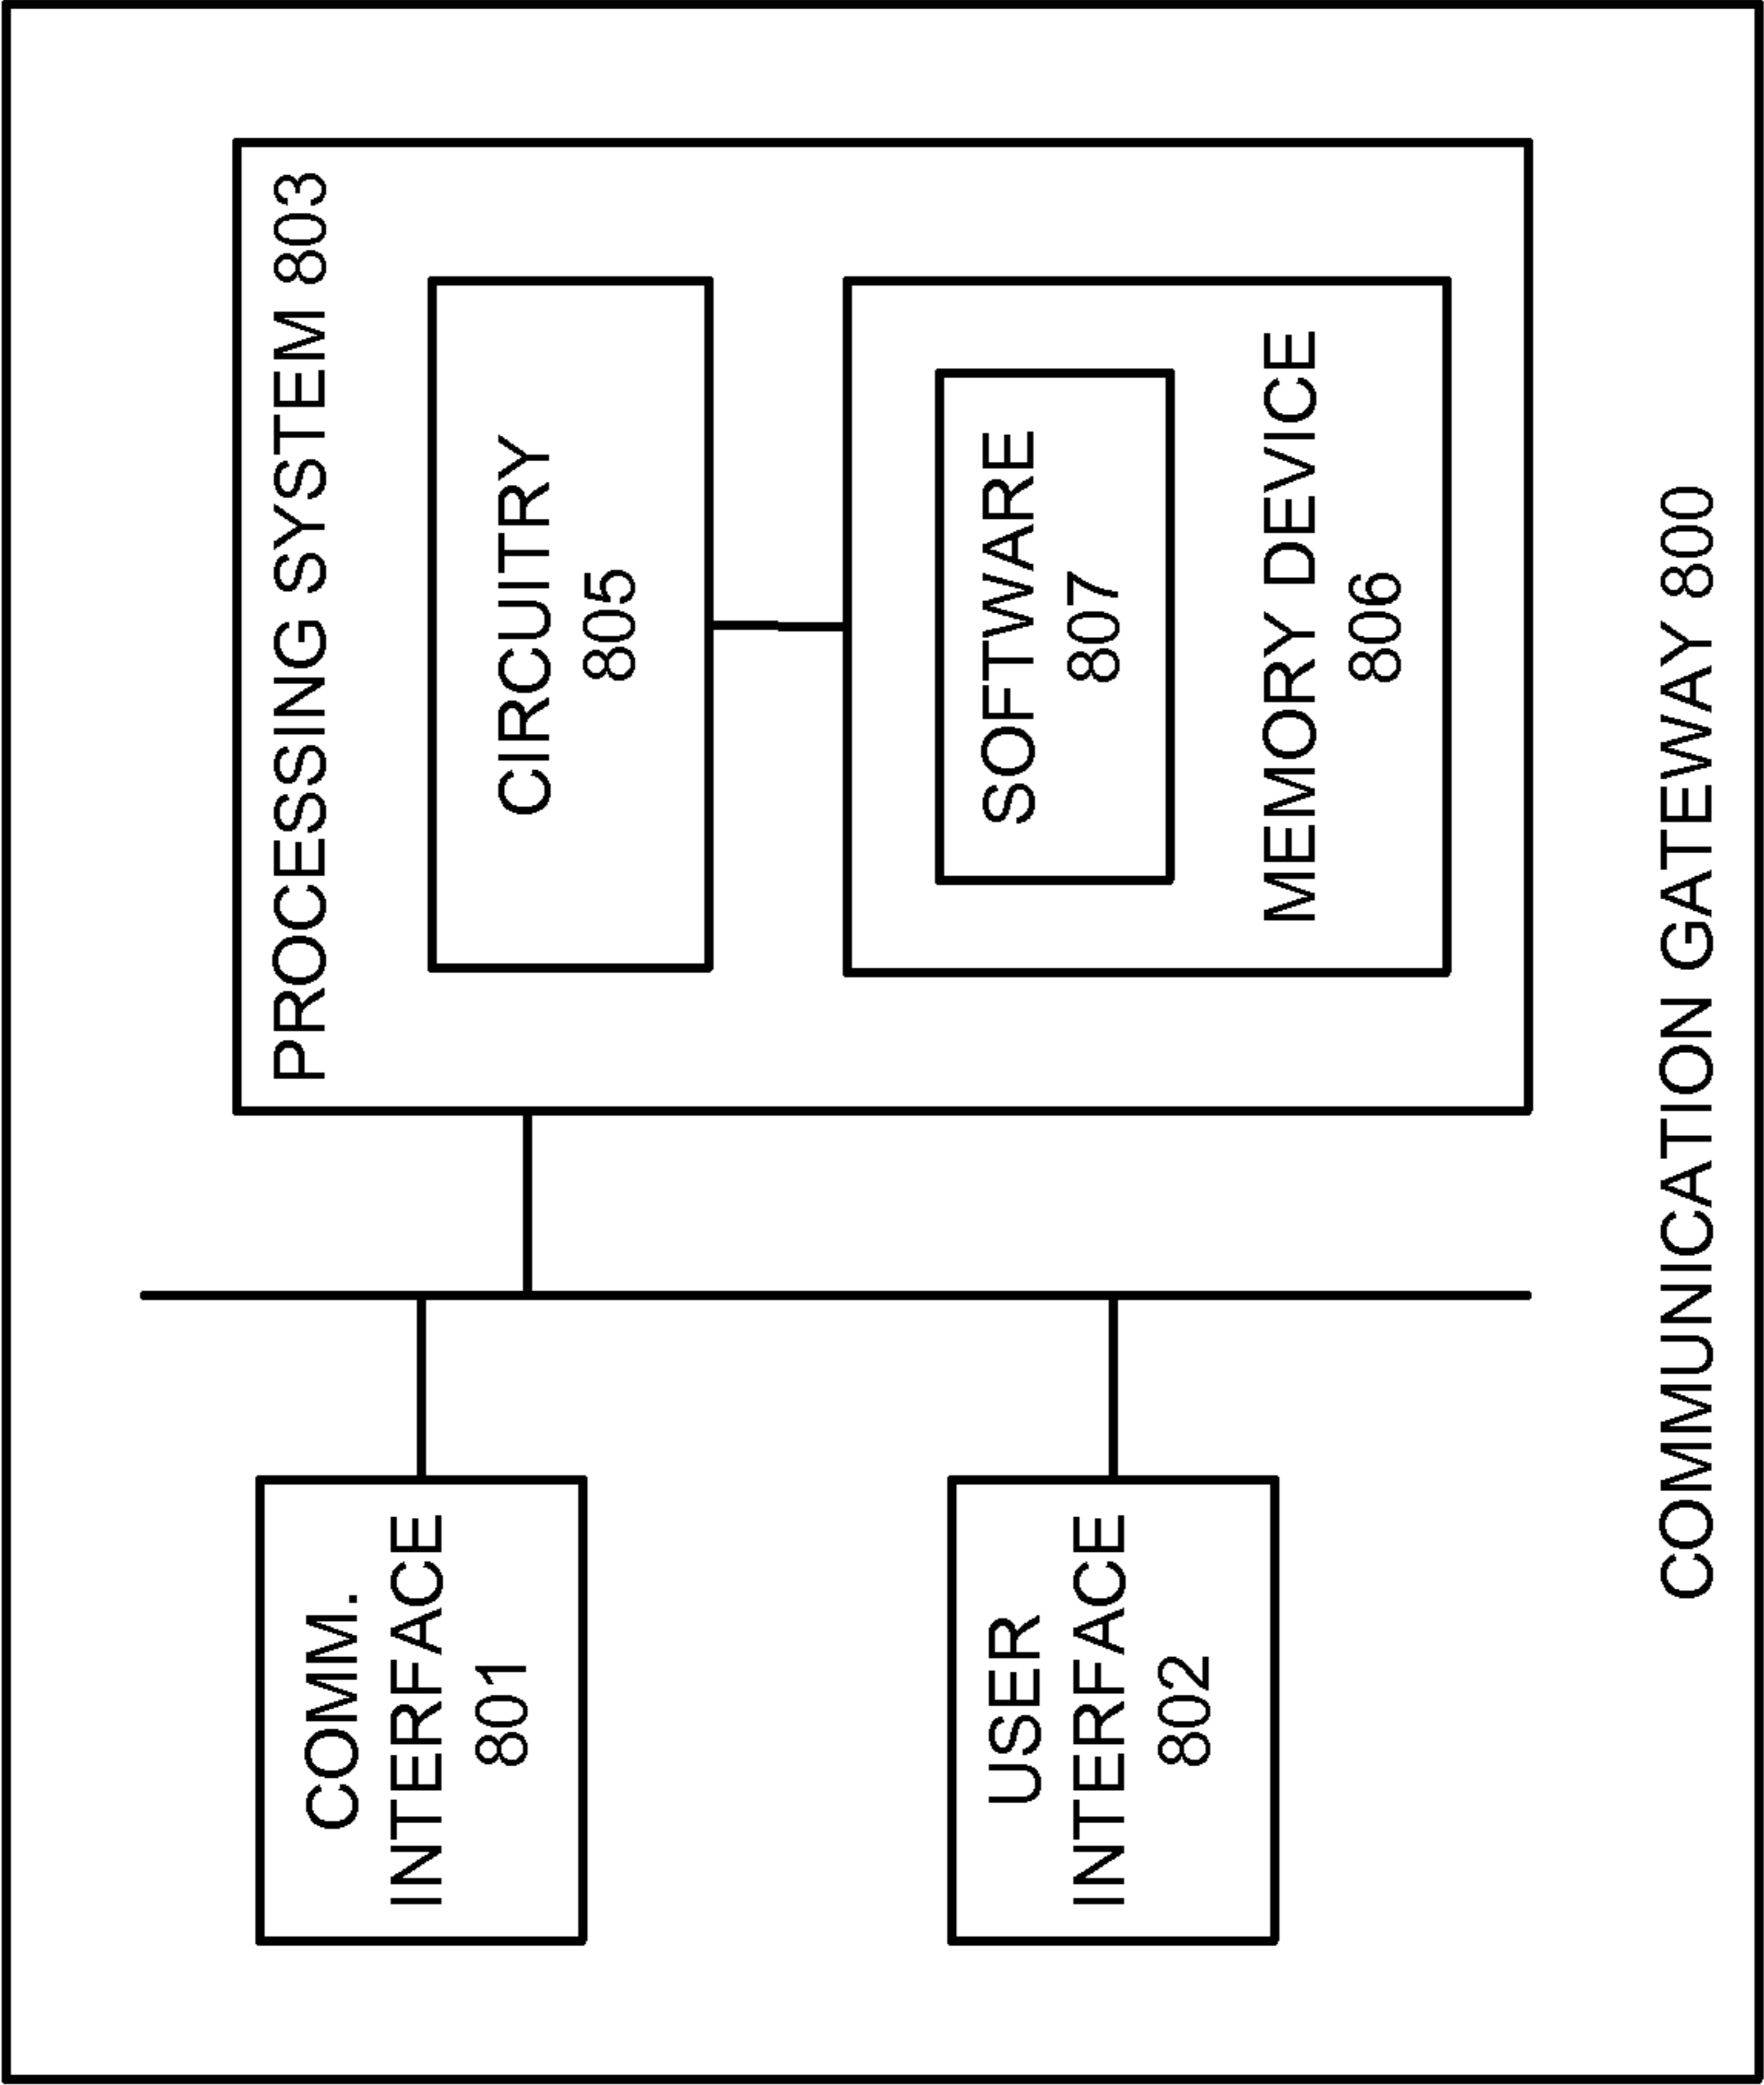 COMM.
INTERFACE
801
USER
INTERFACE
802
PROCESSING SYSTEM 803
CIRCUITRY
805
SOFTWARE
807
MEMORY DEVICE
806
COMMUNICATION GATEWAY 800